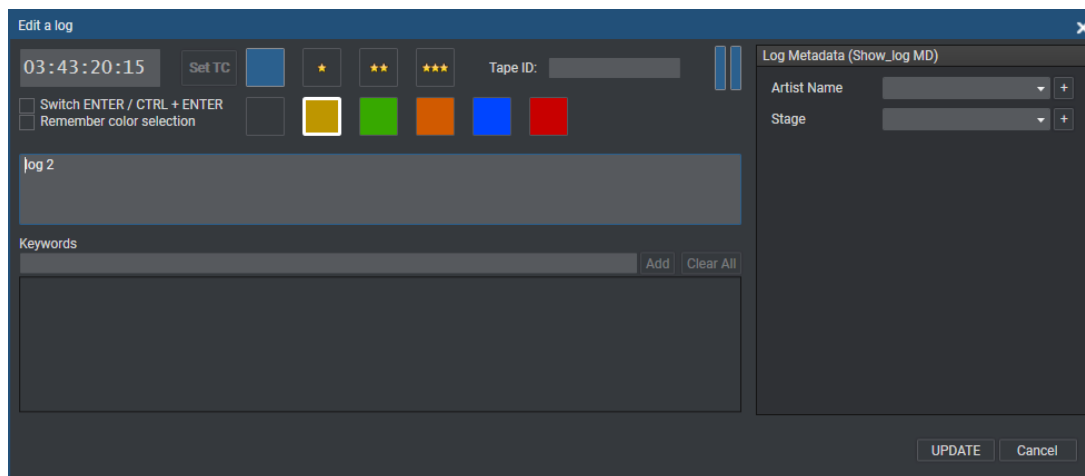 Edit a log
03:43:20:15
Set TC
Tape ID:
Switch ENTER / CTRL + ENTER
Remember color selection
log 2
Keywords
Add
Clear All
Log Metadata (Show_log MD)
Artist Name
+
Stage
+
UPDATE
Cancel